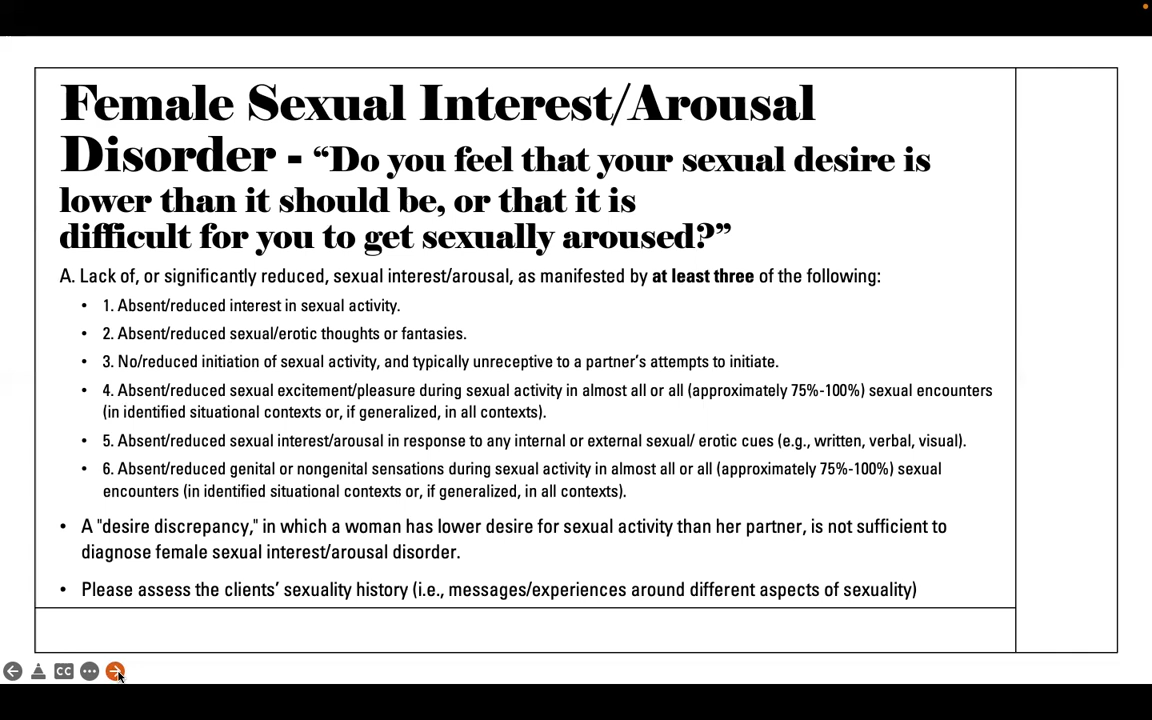 Female Sexual Interest/Arousal
Disorder - “Do you feel that your sexual desire is
lower than it should be, or that it is
difficult for you to get sexually aroused?”
A. Lack of, or significantly reduced, sexual interest/arousal, as manifested by at least three of the following:
• 1. Absent/reduced interest in sexual activity.
• 2. Absent/reduced sexual/erotic thoughts or fantasies.
• 3. No/reduced initiation of sexual activity, and typically unreceptive to a partner’s attempts to initiate.
• 4. Absent/reduced sexual excitement/pleasure during sexual activity in almost all or all (approximately 75%-100%) sexual encounters
(in identified situational contexts or, if generalized, in all contexts).
• 5. Absent/reduced sexual interest/arousal in response to any internal or external sexual/ erotic cues (e.g., written, verbal, visual).
• 6. Absent/reduced genital or nongenital sensations during sexual activity in almost all or all (approximately 75%-100%) sexual
encounters (in identified situational contexts or, if generalized, in all contexts).
• A "desire discrepancy," in which a woman has lower desire for sexual activity than her partner, is not sufficient to
diagnose female sexual interest/arousal disorder.
• Please assess the clients’ sexuality history (i.e., messages/experiences around different aspects of sexuality)
CC